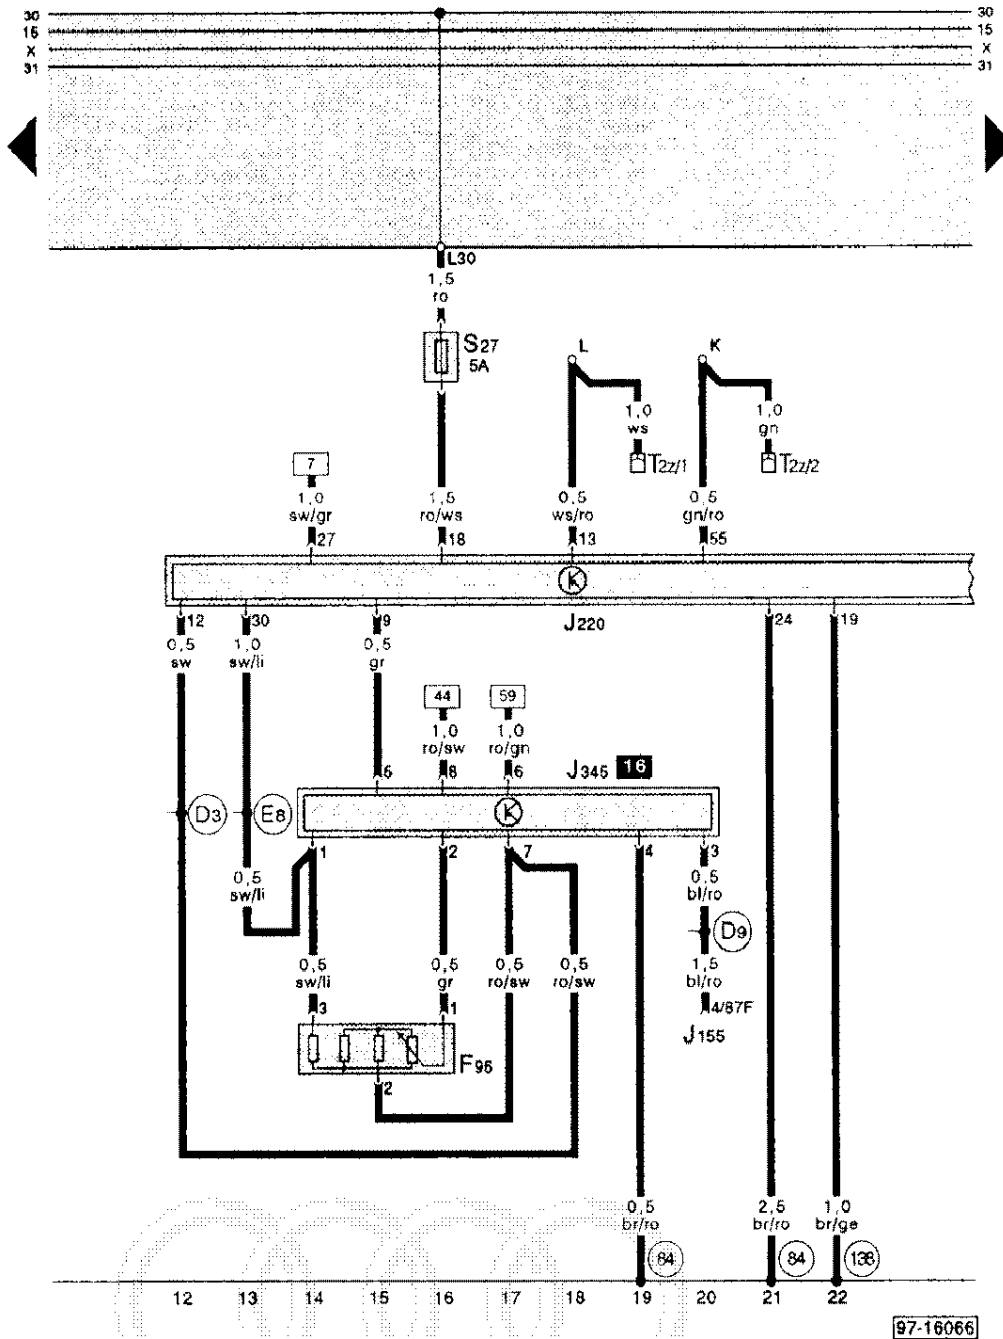 30 30
15 15
X X
31 31
L30
1,5
ro
S27
5A
L K
1,0 1,0
ws gn
7 T2z/1 T2z/2
1,0 1,5 0,5 0,5
sw/gr ro/ws ws/ro gn/ro
27 18 13 55
K
12 30 9 J220 24 19
0,5 1,0 0,5
sw sw/li gr
44 59
1,0 1,0
ro/sw ro/gn
5 8 6 J345 16
D3 E8 K
1 2 7 4 3
0,5 0,5
sw/li bl/ro
D9
0,5 0,5 0,5 0,5 1,5
sw/li gr ro/sw ro/sw bl/ro
3 1 4/87F
J155
F96
2
0,5 2,5 1,0
br/ro br/ro br/ge
84 84 138
12 13 14 15 16 17 18 19 20 21 22
97-16066